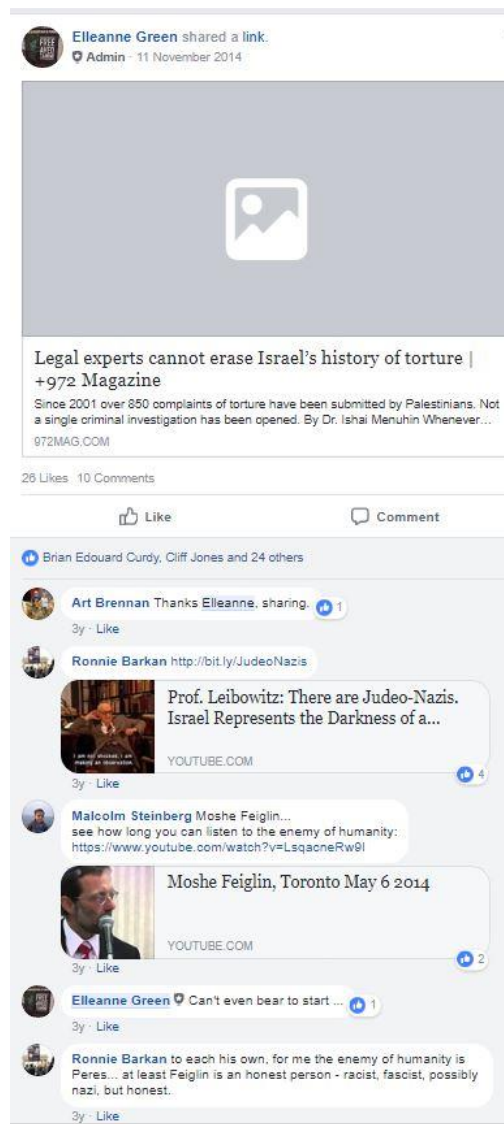 Elleanne Green shared a link.
Admin · 11 November 2014
Legal experts cannot erase Israel's history of torture |
+972 Magazine
Since 2001 over 850 complaints of torture have been submitted by Palestinians. Not
a single criminal investigation has been opened. By Dr. Ishai Menuhin Whenever...
972MAG.COM
26 Likes 10 Comments
Like Comment
Brian Edouard Curdy, Cliff Jones and 24 others
Art Brennan Thanks Elleanne, sharing. 1
3y · Like
Ronnie Barkan http://bit.ly/JudeoNazis
Prof. Leibowitz: There are Judeo-Nazis.
Israel Represents the Darkness of a...
I am not shocked, I am
making an observation
YOUTUBE.COM
4
3y · Like
Malcolm Steinberg Moshe Feiglin...
see how long you can listen to the enemy of humanity:
https://www.youtube.com/watch?v=LsqacneRw9I
Moshe Feiglin, Toronto May 6 2014
YOUTUBE.COM
2
3y · Like
Elleanne Green Can't even bear to start ... 1
3y · Like
Ronnie Barkan to each his own, for me the enemy of humanity is
Peres... at least Feiglin is an honest person - racist, fascist, possibly
nazi, but honest.
3y · Like